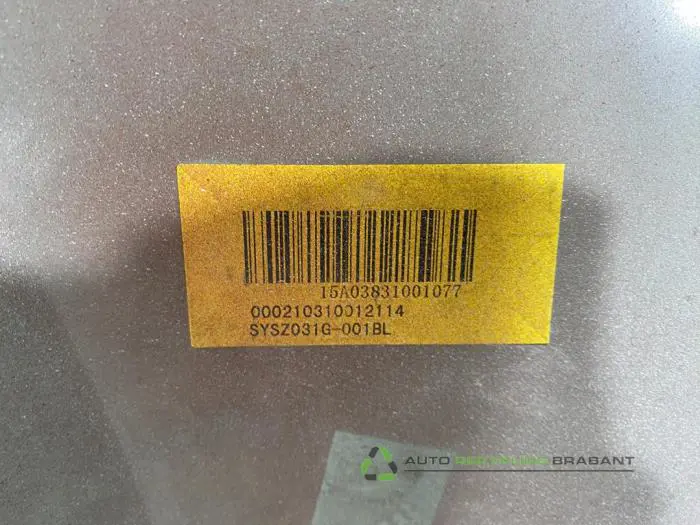 15A03831001077
000210310012114
SYSZ031G-001BL
AUTO RECYCLING BRABANT